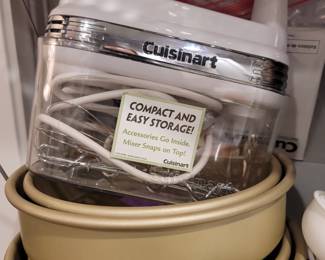 Cuisinart
COMPACT AND
EASY STORAGE!
Accessories Go Inside.
Mixer Snaps on Top!
Cuisinart